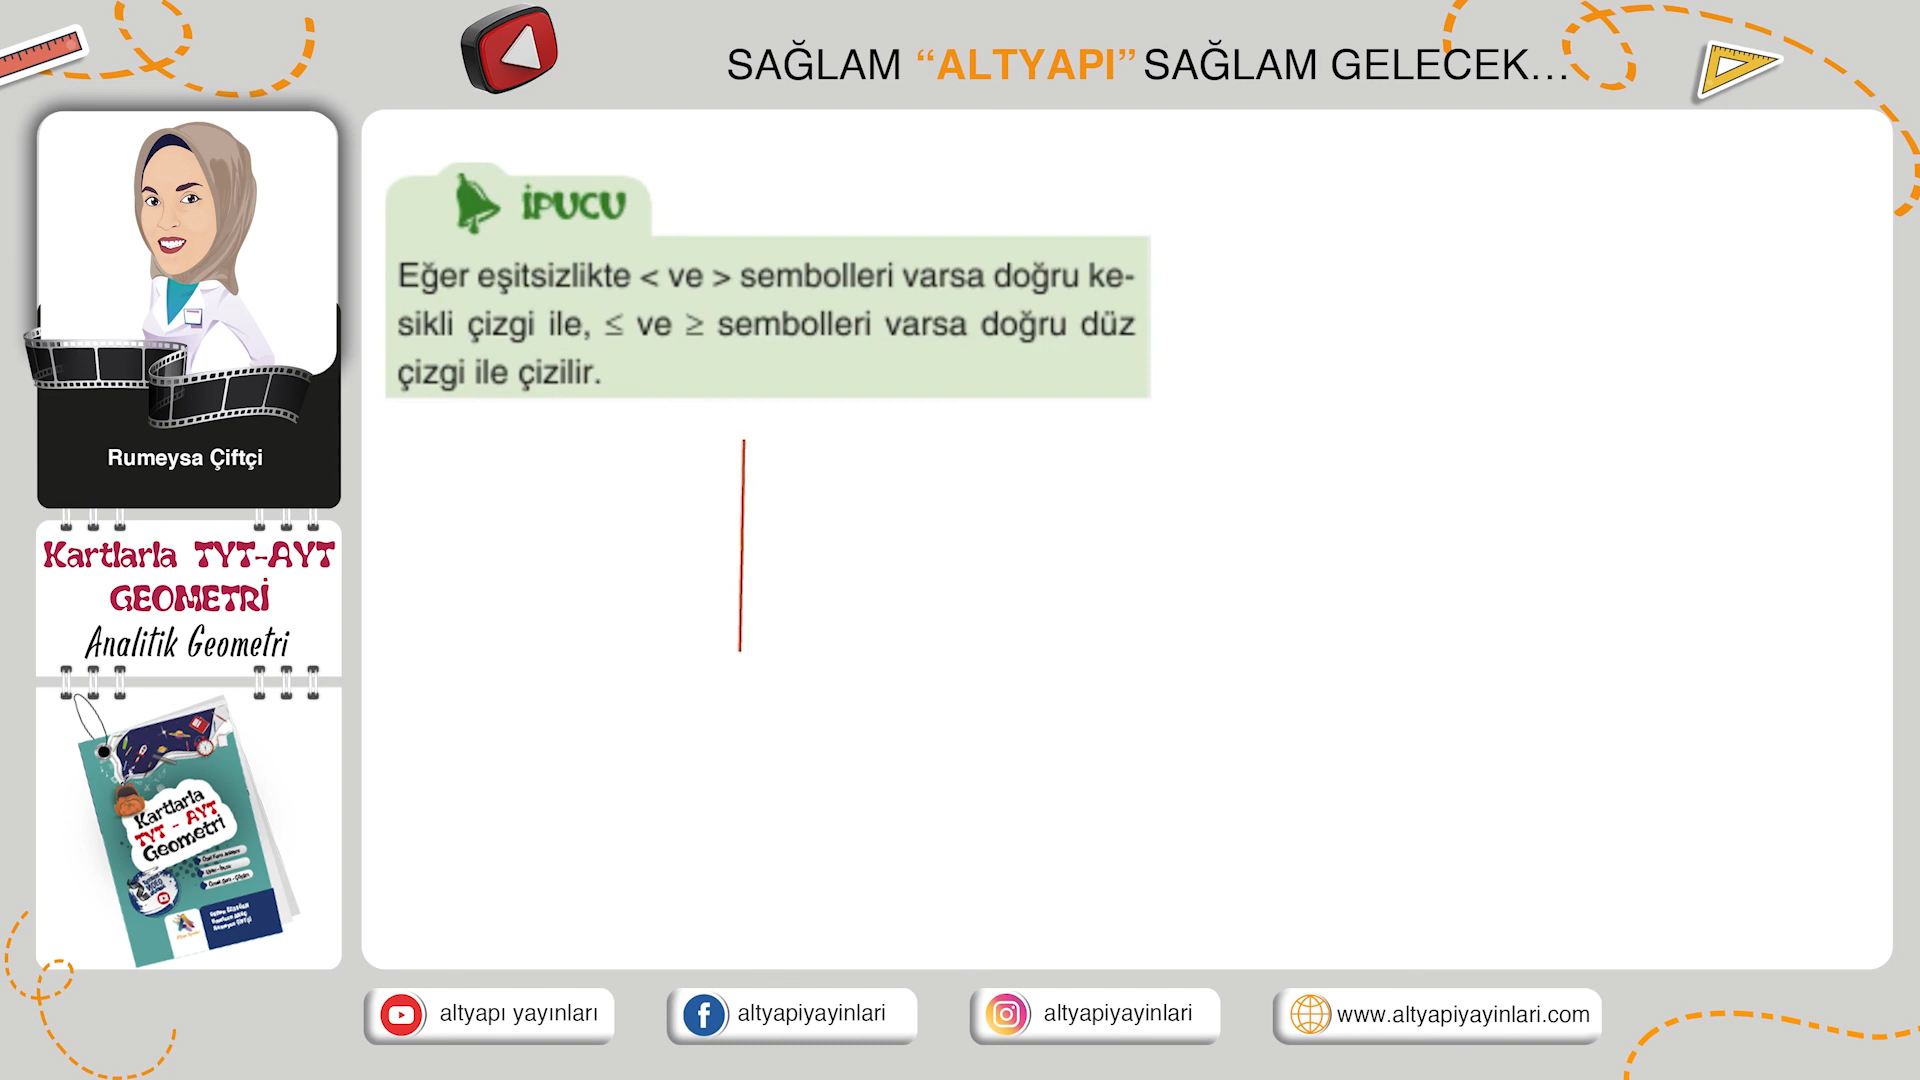 SAĞLAM “ALTYAPI” SAĞLAM GELECEK...
İPUCU
Eğer eşitsizlikte < ve > sembolleri varsa doğru ke-
sikli çizgi ile, ≤ ve ≥ sembolleri varsa doğru düz
çizgi ile çizilir.
Rumeysa Çiftçi
Kartlarla TYT-AYT
GEOMETRİ
Analitik Geometri
Kartlarla
TYT - AYT
Geometri
altyapı yayınları
altyapiyayinlari
altyapiyayinlari
www.altyapiyayinlari.com